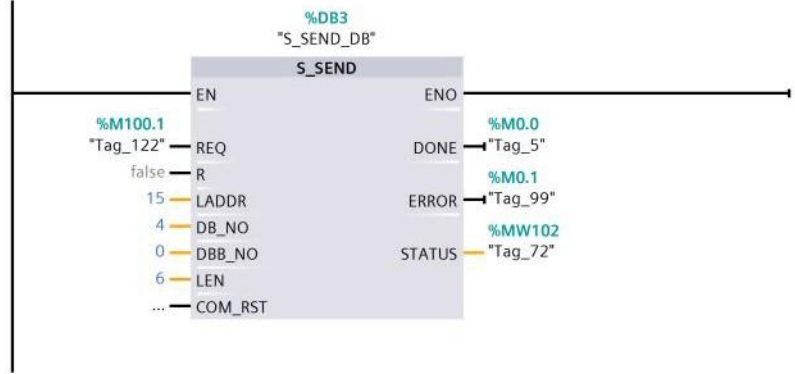 %DB3
"S_SEND_DB"
S_SEND
EN ENO
%M100.1
"Tag_122" REQ
%M0.0
DONE "Tag_5"
false R
%M0.1
15 LADDR
ERROR "Tag_99"
4 DB_NO
%MW102
0 DBB_NO
STATUS "Tag_72"
6 LEN
... COM_RST